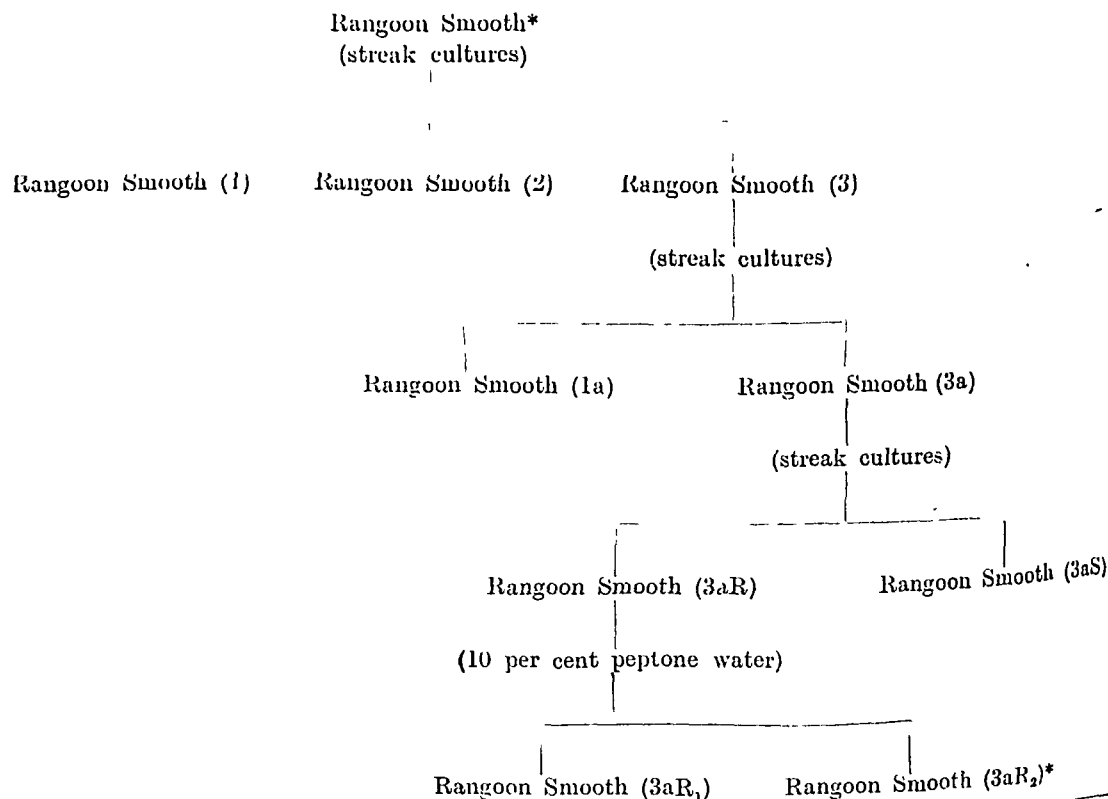 Rangoon Smooth*
(streak cultures)
Rangoon Smooth (1) Rangoon Smooth (2) Rangoon Smooth (3)
(streak cultures)
Rangoon Smooth (1a) Rangoon Smooth (3a)
(streak cultures)
Rangoon Smooth (3aR) Rangoon Smooth (3aS)
(10 per cent peptone water)
Rangoon Smooth (3aR₁) Rangoon Smooth (3aR₂)*